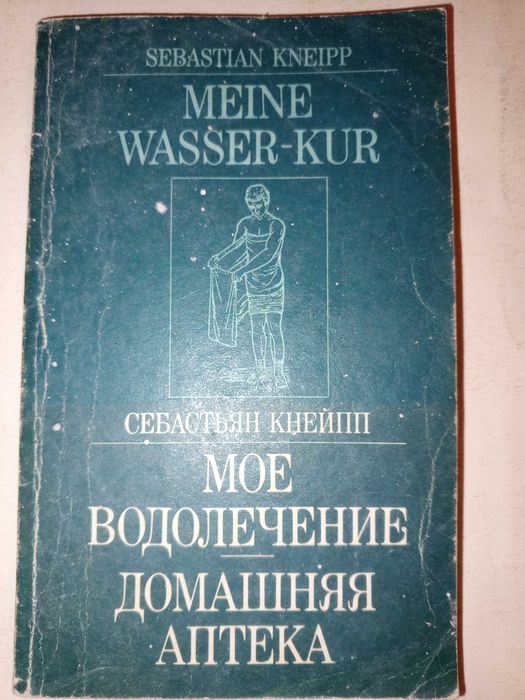 SEBASTIAN KNEIPP
MEINE
WASSER-KUR
СЕБАСТЬЯН КНЕЙПП
МОЕ
ВОДОЛЕЧЕНИЕ
ДОМАШНЯЯ
АПТЕКА